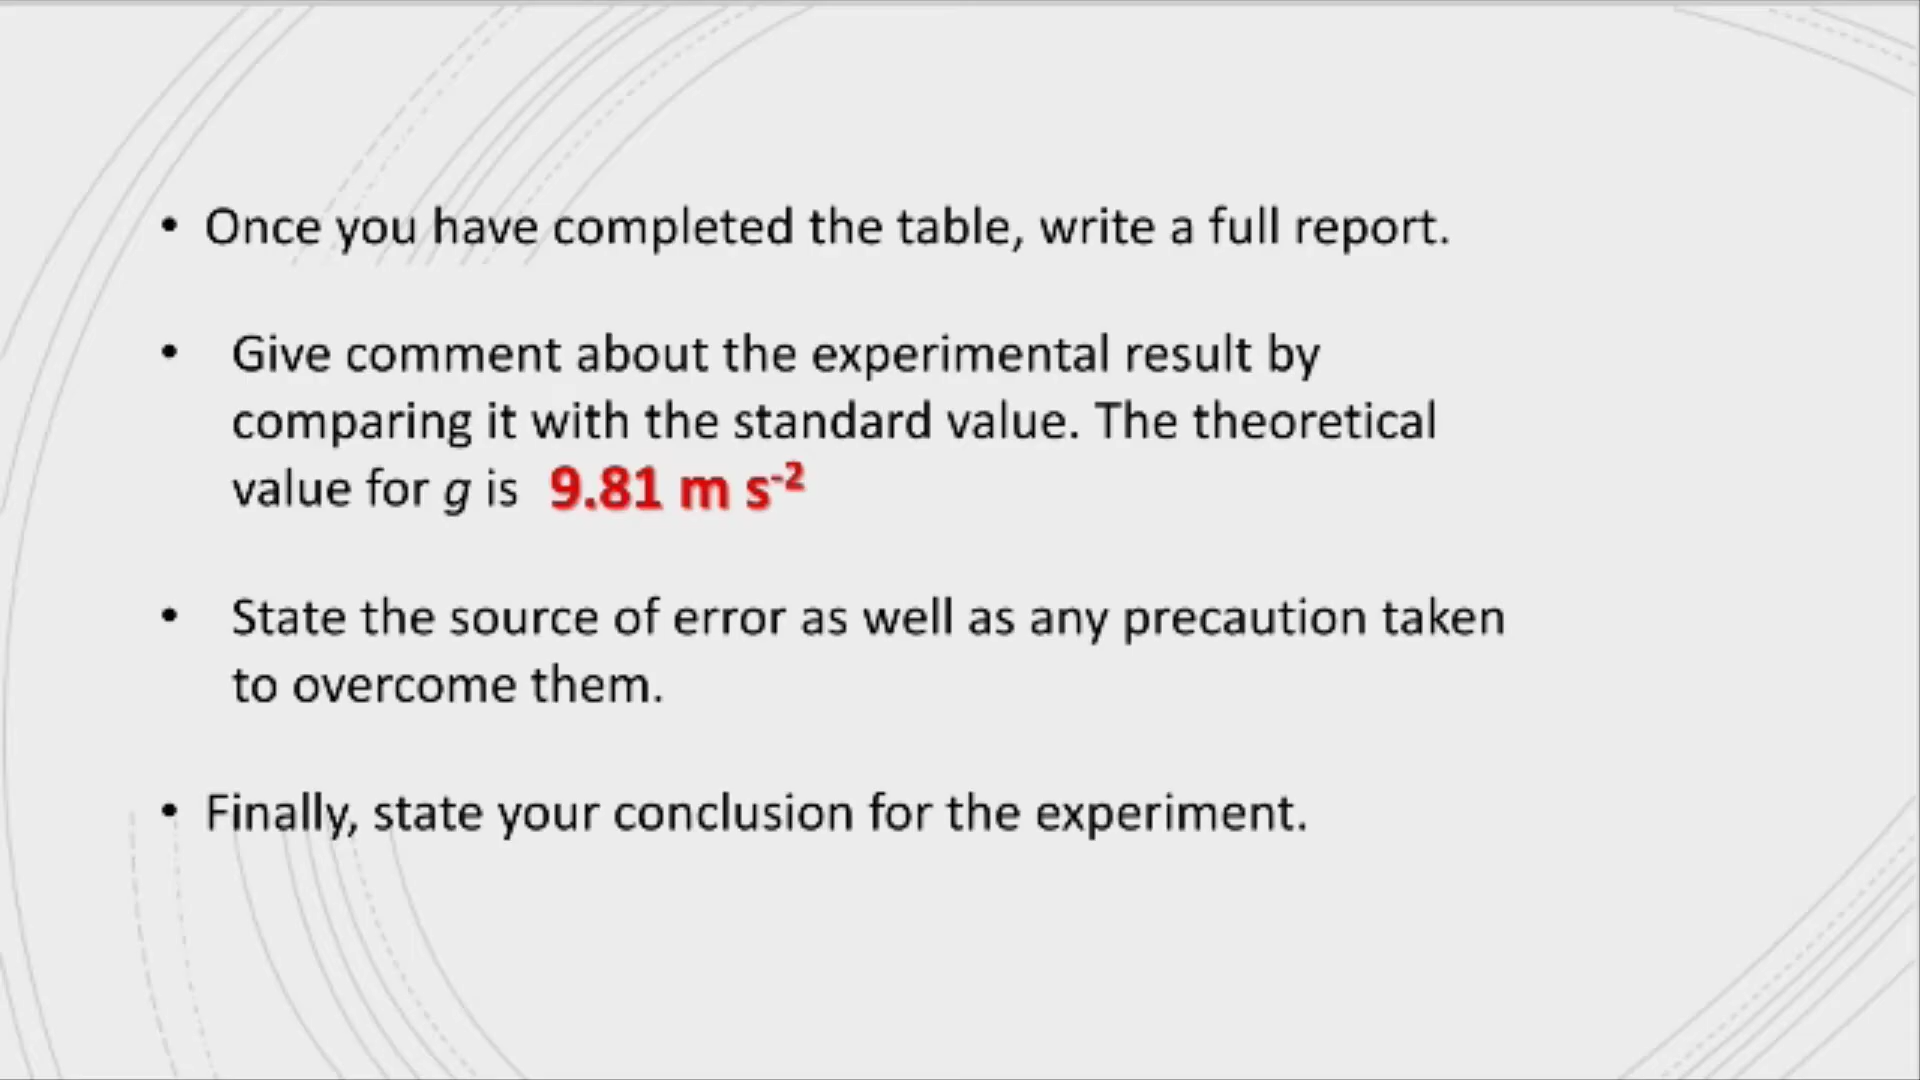 • Once you have completed the table, write a full report.
• Give comment about the experimental result by
comparing it with the standard value. The theoretical
value for g is 9.81 m s⁻²
• State the source of error as well as any precaution taken
to overcome them.
• Finally, state your conclusion for the experiment.